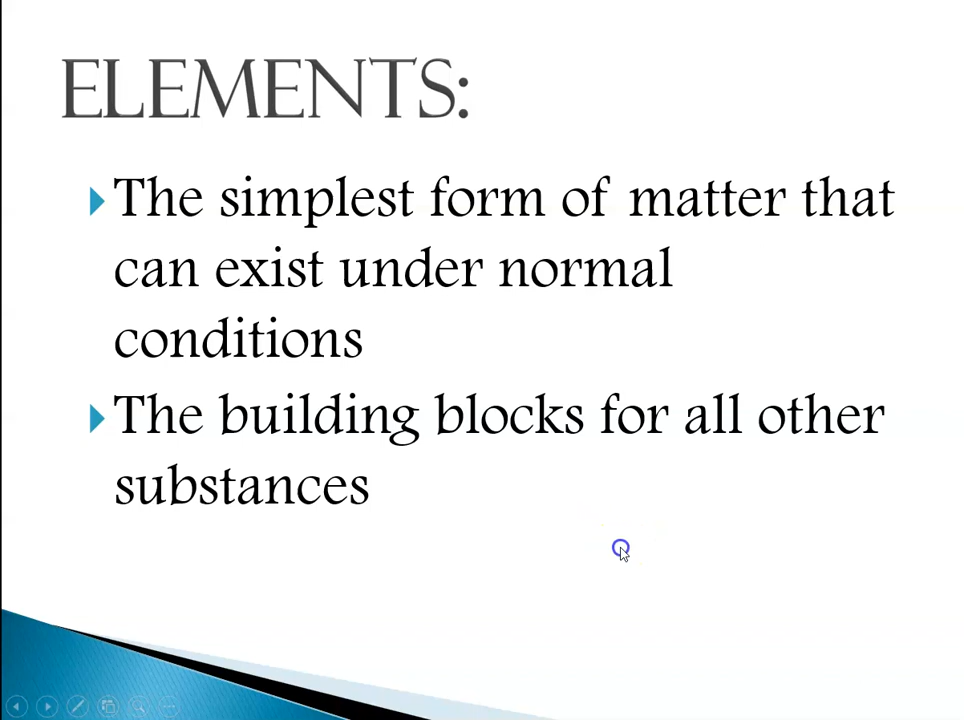 ELEMENTS:
The simplest form of matter that
can exist under normal
conditions
The building blocks for all other
substances